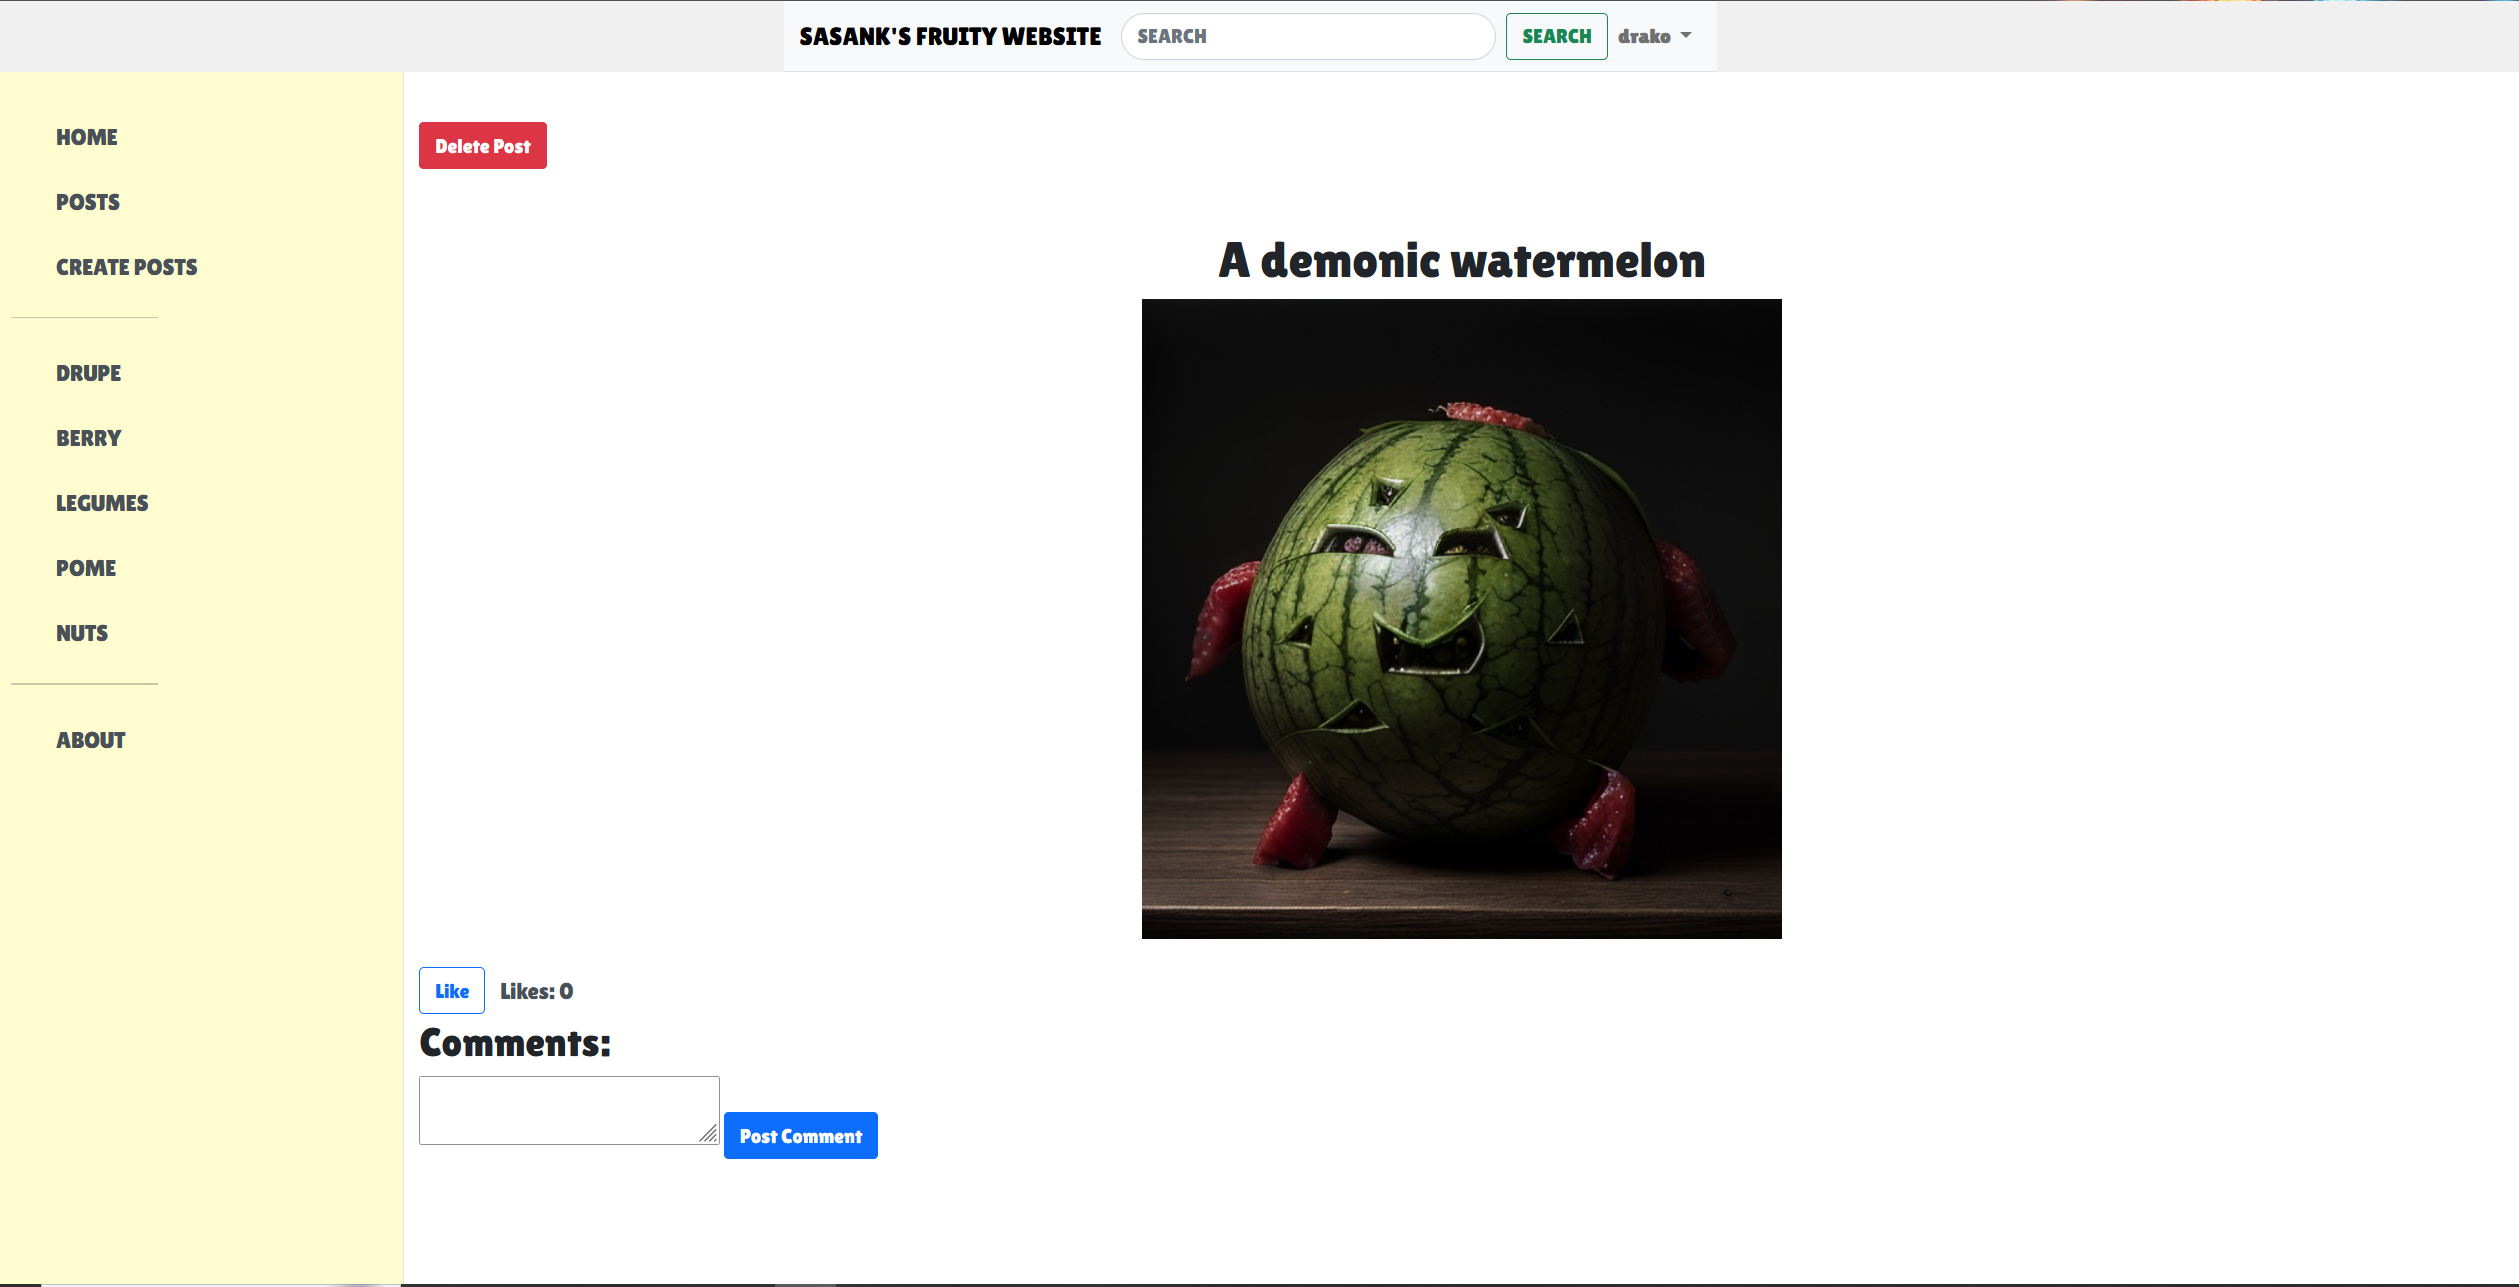 SASANK'S FRUITY WEBSITE SEARCH SEARCH drako
HOME
POSTS
CREATE POSTS
DRUPE
BERRY
LEGUMES
POME
NUTS
ABOUT
Delete Post
A demonic watermelon
Like Likes: 0
Comments:
Post Comment